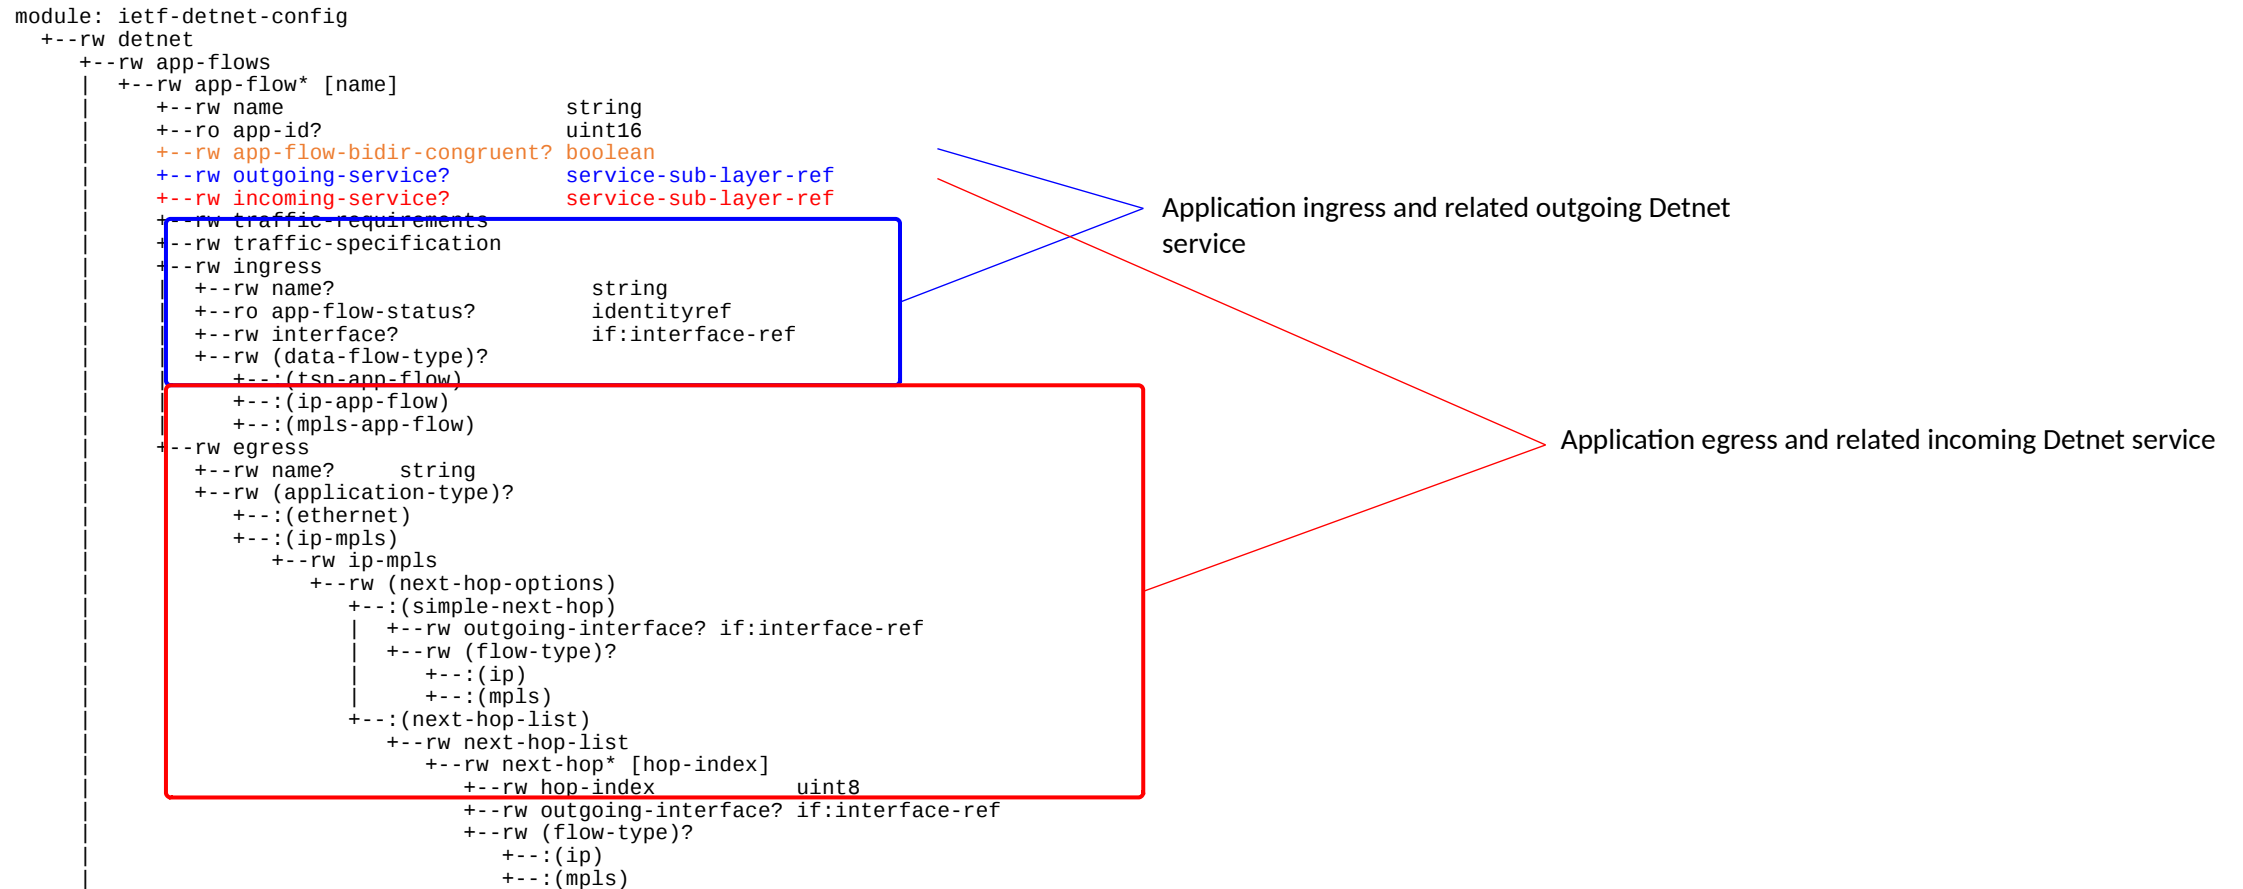 module: ietf-detnet-config
  +--rw detnet
     +--rw app-flows
     |  +--rw app-flow* [name]
     |     +--rw name                      string
     |     +--ro app-id?                   uint16
     |     +--rw app-flow-bidir-congruent? boolean
     |     +--rw outgoing-service?         service-sub-layer-ref
     |     +--rw incoming-service?         service-sub-layer-ref
     |     +--rw traffic-requirements
     |     +--rw traffic-specification
     |     +--rw ingress
     |     |  +--rw name?                    string
     |     |  +--ro app-flow-status?         identityref
     |     |  +--rw interface?               if:interface-ref
     |     |  +--rw (data-flow-type)?
     |     |     +--:(tsn-app-flow)
     |     |     +--:(ip-app-flow)
     |     |     +--:(mpls-app-flow)
     |     +--rw egress
     |        +--rw name?     string
     |        +--rw (application-type)?
     |           +--:(ethernet)
     |           +--:(ip-mpls)
     |              +--rw ip-mpls
     |                 +--rw (next-hop-options)
     |                    +--:(simple-next-hop)
     |                    |  +--rw outgoing-interface? if:interface-ref
     |                    |  +--rw (flow-type)?
     |                    |     +--:(ip)
     |                    |     +--:(mpls)
     |                    +--:(next-hop-list)
     |                       +--rw next-hop-list
     |                          +--rw next-hop* [hop-index]
     |                             +--rw hop-index           uint8
     |                             +--rw outgoing-interface? if:interface-ref
     |                             +--rw (flow-type)?
     |                                +--:(ip)
     |                                +--:(mpls)
Application ingress and related outgoing Detnet
service
Application egress and related incoming Detnet service